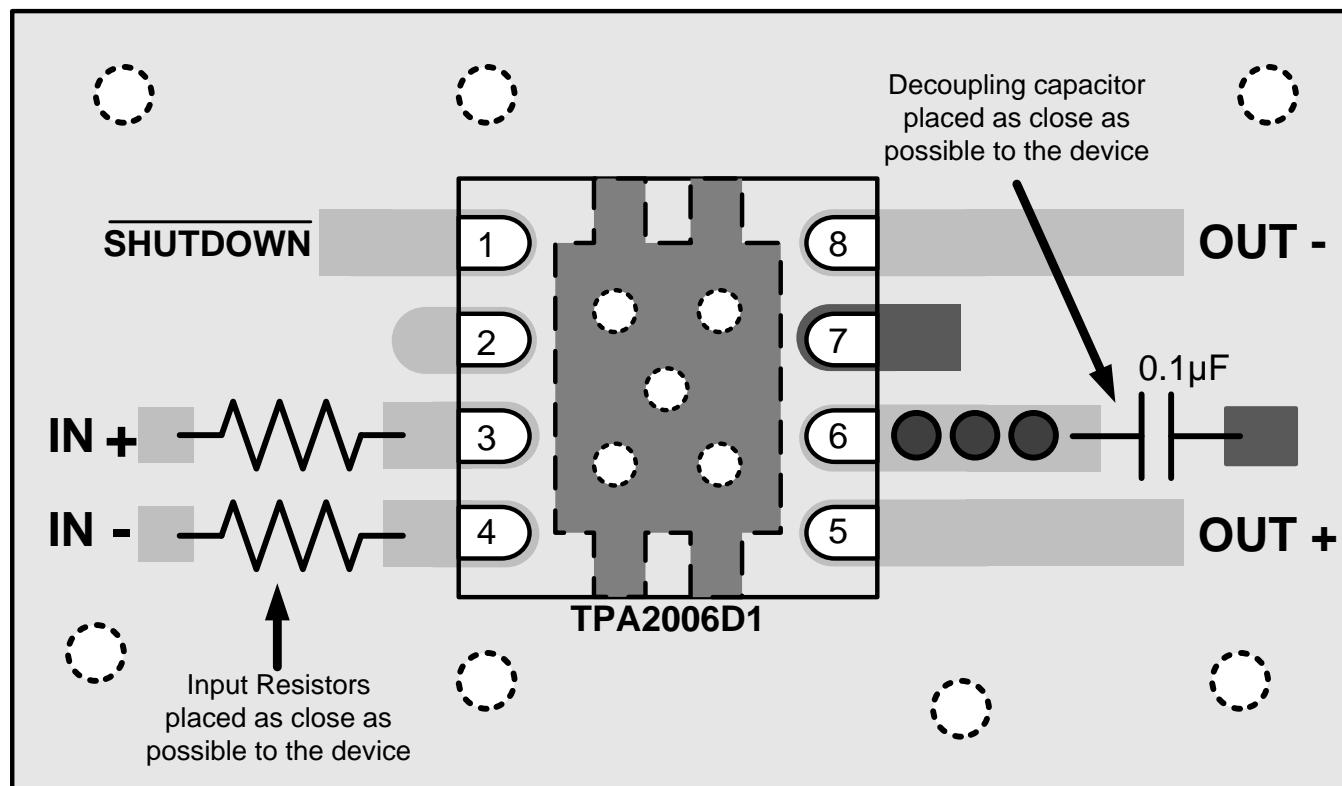 Decoupling capacitor
placed as close as
possible to the device
SHUTDOWN
1
8
OUT -
2
7
0.1µF
IN +
3
6
IN -
4
5
OUT +
TPA2006D1
Input Resistors
placed as close as
possible to the device